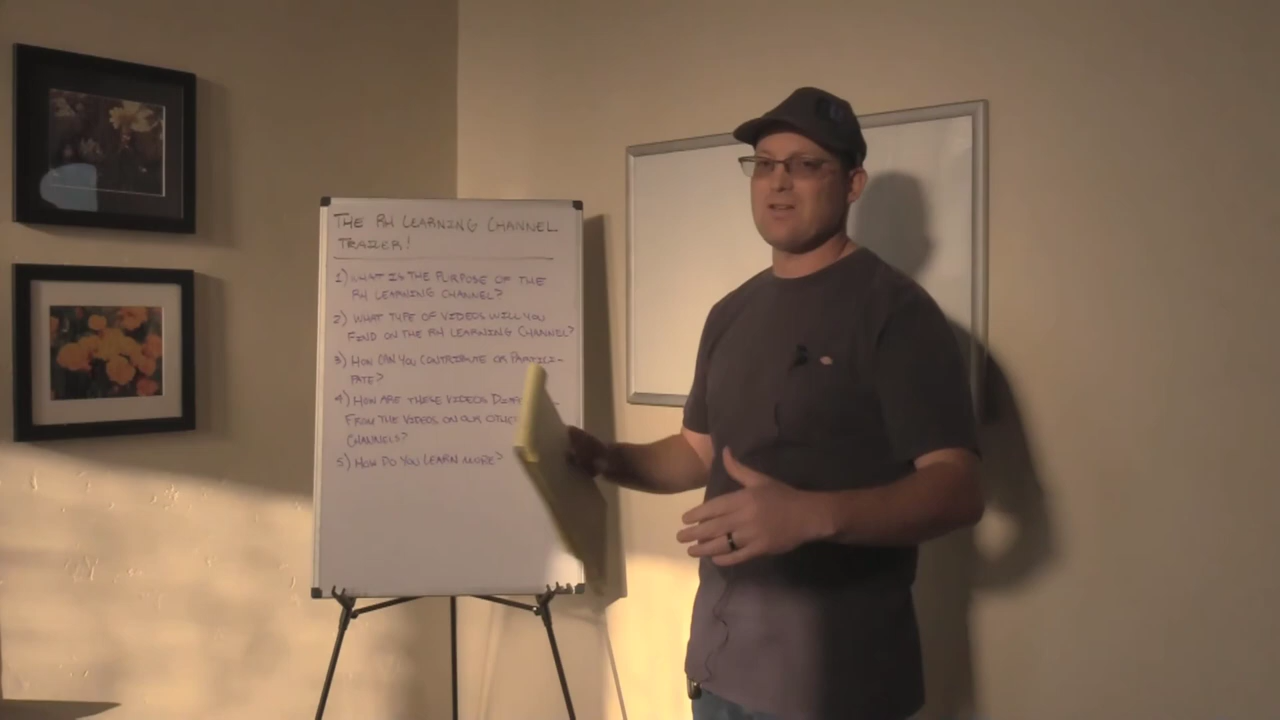 THE RH LEARNING CHANNEL
TRAILER!
1) WHAT IS THE PURPOSE OF THE
RH LEARNING CHANNEL?
2) WHAT TYPE OF VIDEOS WILL YOU
FIND ON THE RH LEARNING CHANNEL?
3) HOW CAN YOU CONTRIBUTE OR PARTICI-
PATE?
4) HOW ARE THESE VIDEOS
FROM THE VIDEOS ON OUR
CHANNELS?
5) HOW DO YOU LEARN MORE?